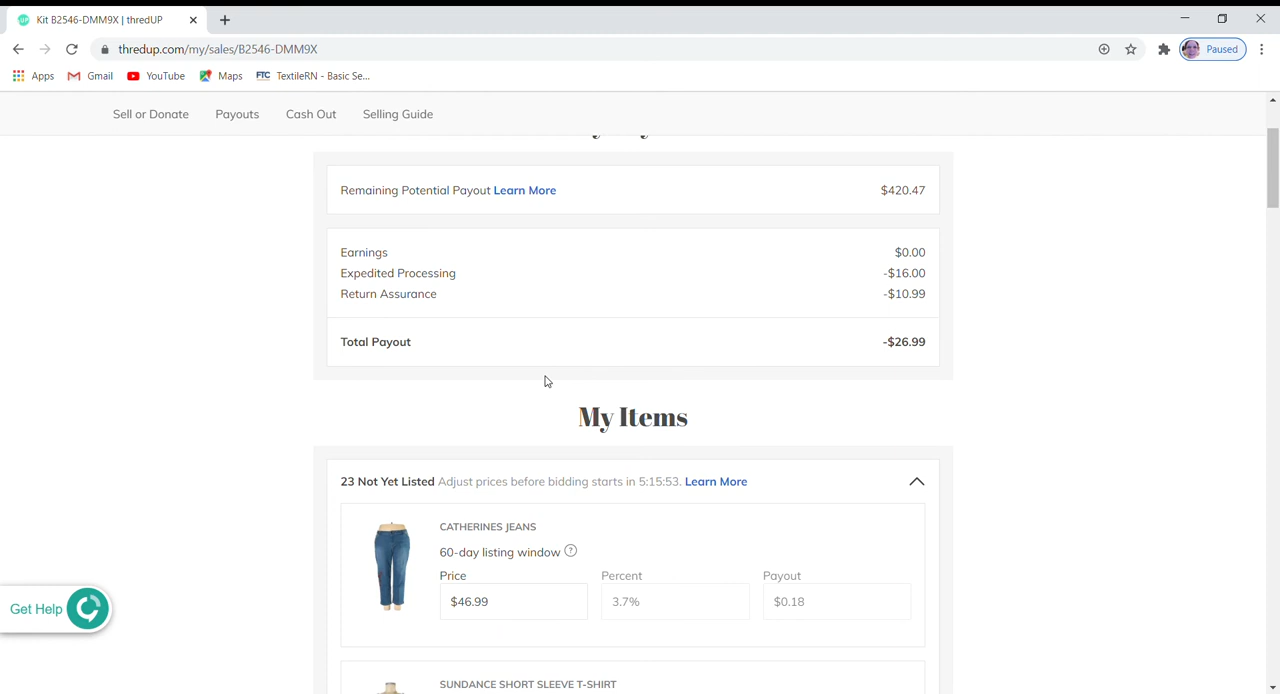 Kit B2546-DMM9X | thredUP
thredup.com/my/sales/B2546-DMM9X
Paused
Apps Gmail YouTube Maps FTC TextileRN - Basic Se...
Sell or Donate Payouts Cash Out Selling Guide
Remaining Potential Payout Learn More $420.47
Earnings $0.00
Expedited Processing -$16.00
Return Assurance -$10.99
Total Payout -$26.99
My Items
23 Not Yet Listed Adjust prices before bidding starts in 5:15:53. Learn More
CATHERINES JEANS
60-day listing window ?
Price Percent Payout
$46.99 3.7% $0.18
Get Help
SUNDANCE SHORT SLEEVE T-SHIRT